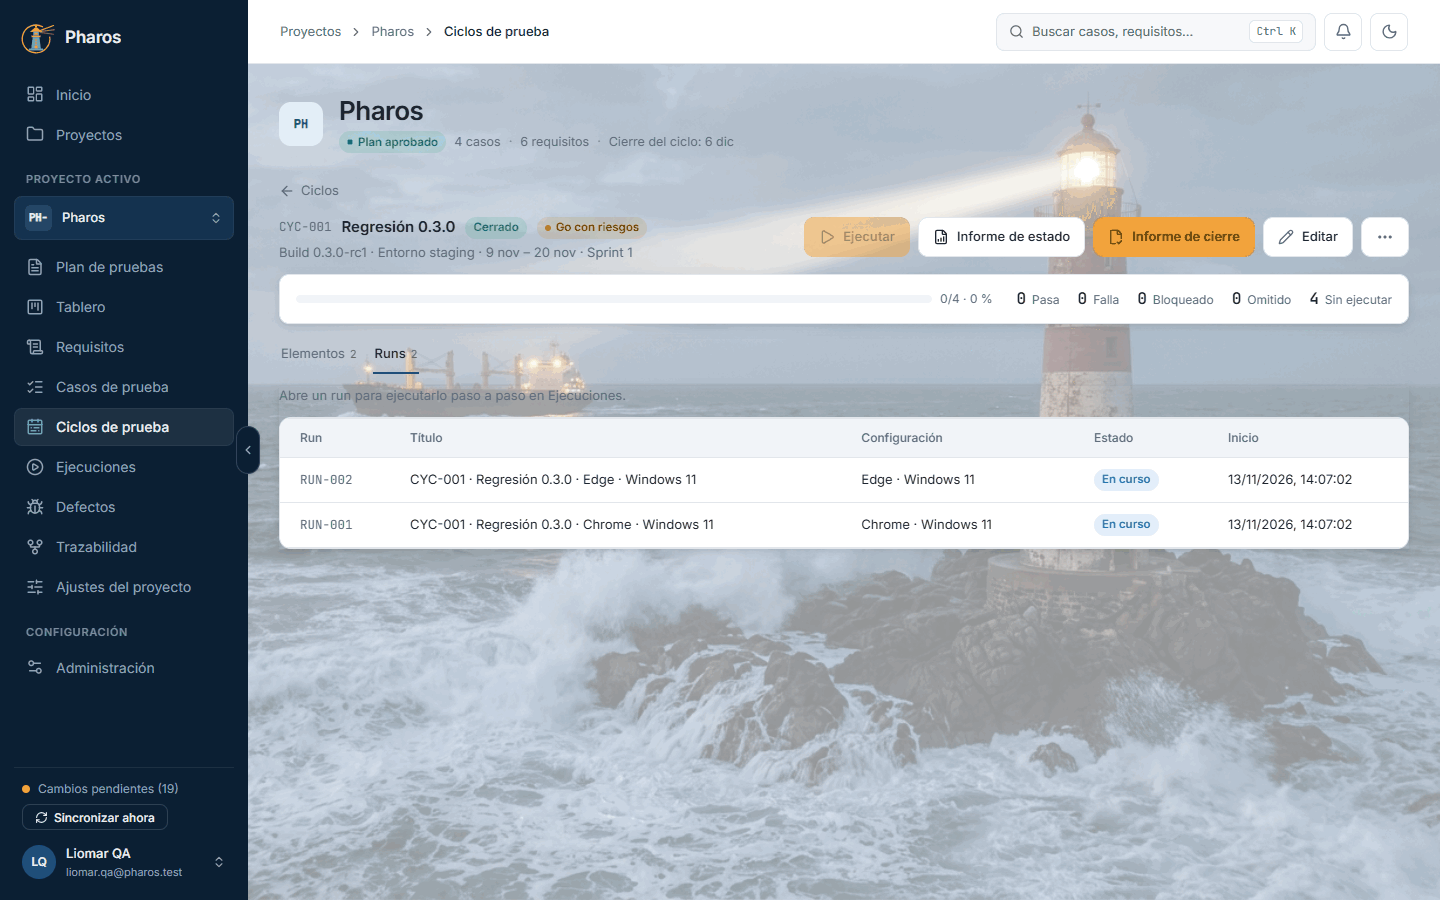 Pharos
Inicio
Proyectos
PROYECTO ACTIVO
PH- Pharos
Plan de pruebas
Tablero
Requisitos
Casos de prueba
Ciclos de prueba
Ejecuciones
Defectos
Trazabilidad
Ajustes del proyecto
CONFIGURACIÓN
Administración
Cambios pendientes (19)
Sincronizar ahora
LQ
Liomar QA
liomar.qa@pharos.test
Proyectos > Pharos > Ciclos de prueba
Buscar casos, requisitos... Ctrl K
PH
Pharos
Plan aprobado 4 casos · 6 requisitos · Cierre del ciclo: 6 dic
← Ciclos
CYC-001 Regresión 0.3.0 Cerrado Go con riesgos
Build 0.3.0-rc1 · Entorno staging · 9 nov – 20 nov · Sprint 1
Ejecutar Informe de estado Informe de cierre Editar ···
0/4 · 0 % 0 Pasa 0 Falla 0 Bloqueado 0 Omitido 4 Sin ejecutar
Elementos 2 Runs 2
Abre un run para ejecutarlo paso a paso en Ejecuciones.
Run Título Configuración Estado Inicio
RUN-002 CYC-001 · Regresión 0.3.0 · Edge · Windows 11 Edge · Windows 11 En curso 13/11/2026, 14:07:02
RUN-001 CYC-001 · Regresión 0.3.0 · Chrome · Windows 11 Chrome · Windows 11 En curso 13/11/2026, 14:07:02